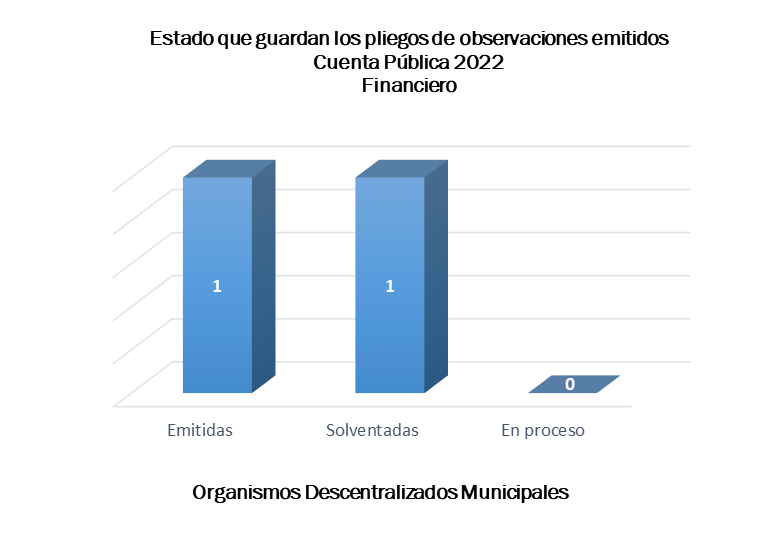 Estado que guardan los pliegos de observaciones emitidos
Cuenta Pública 2022
Financiero
1
1
0
Emitidas
Solventadas
En proceso
Organismos Descentralizados Municipales